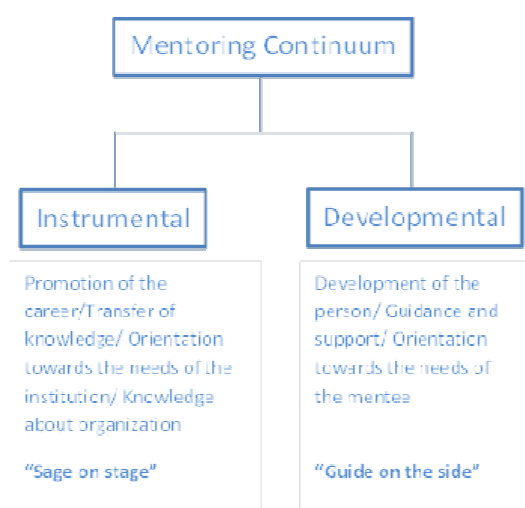 Mentoring Continuum
Instrumental
Developmental
Promotion of the
career/Transfer of
knowledge/ Orientation
towards the needs of the
institution/ Knowledge
about organization
"Sage on stage"
Development of the
person/ Guidance and
support/ Orientation
towards the needs of
the mentee
"Guide on the side"